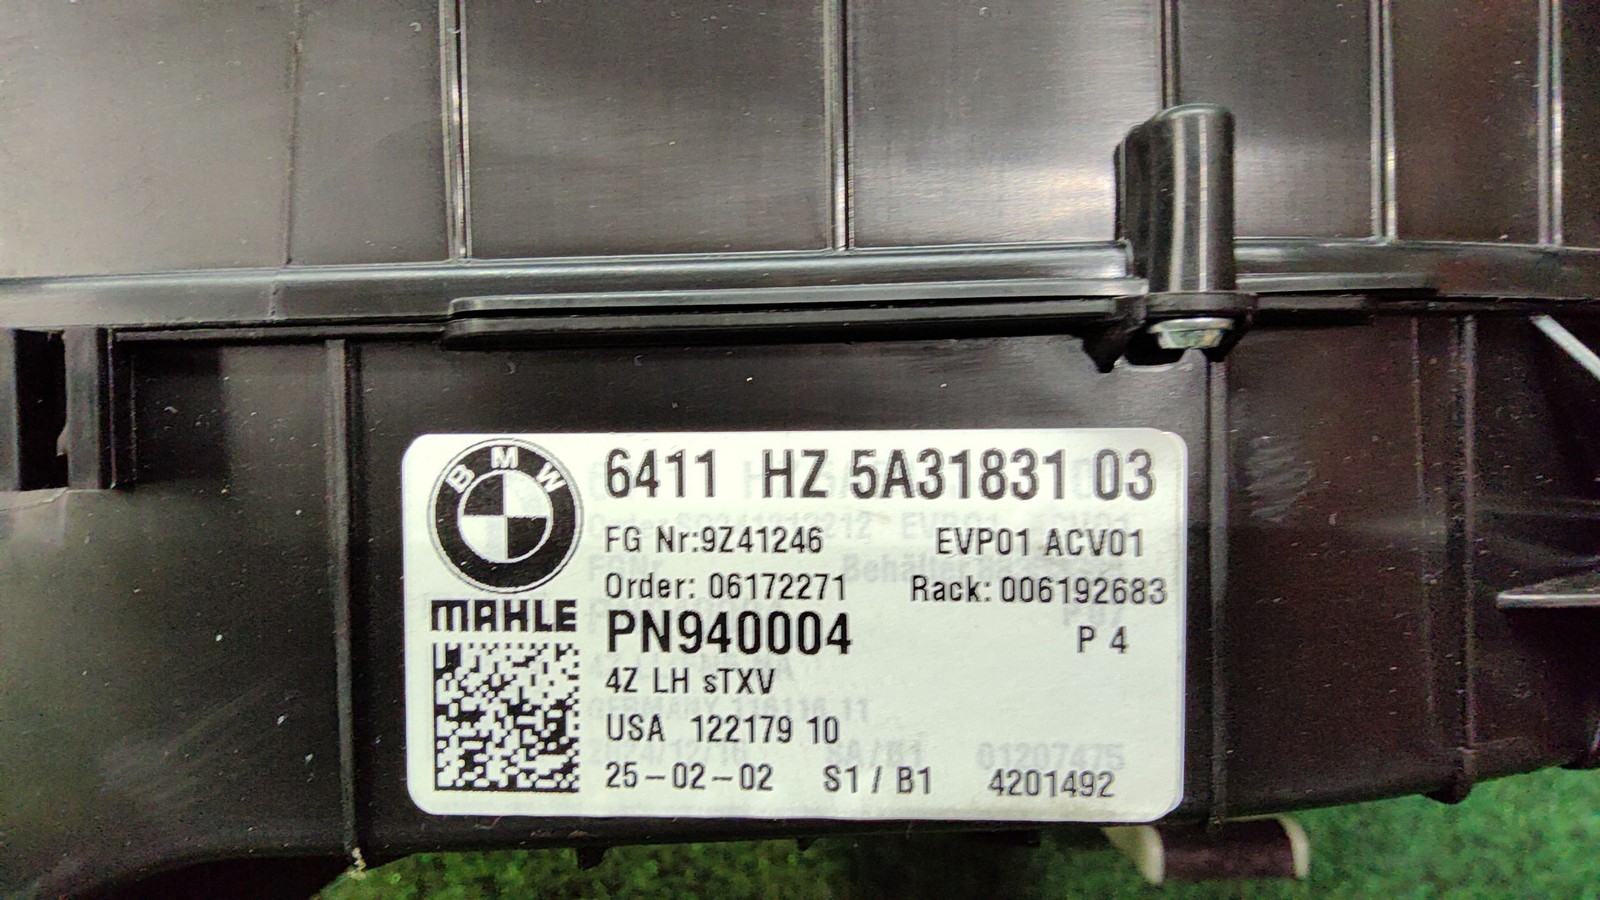 BMW
6411 HZ 5A31831 03
FG Nr:9Z41246 EVP01 ACV01
Order: 06172271 Rack: 006192683
MAHLE
PN940004 P 4
4Z LH sTXV
USA 122179 10
25-02-02 S1 / B1 4201492